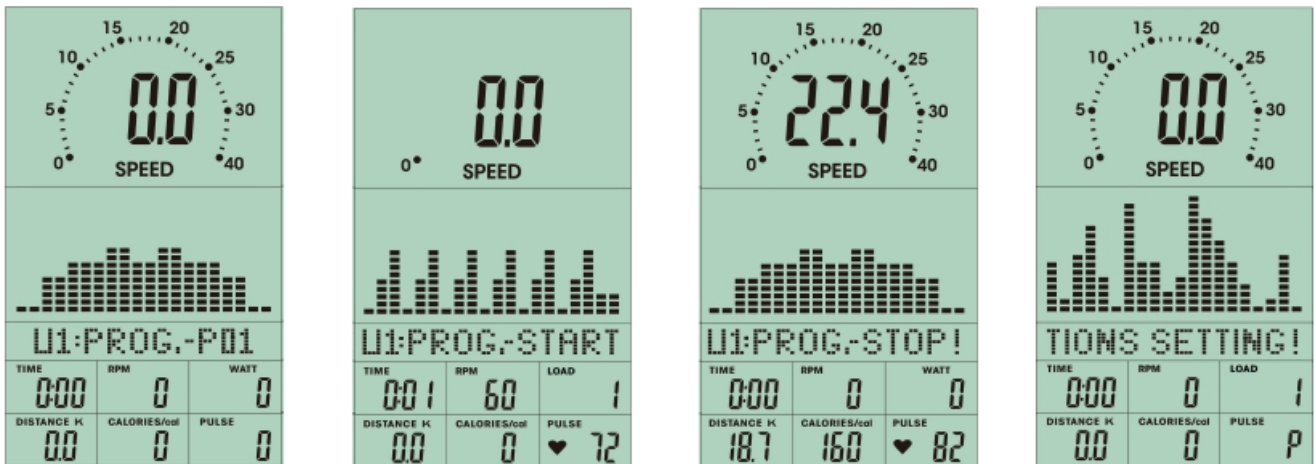 15 20
10 25
5 0.0 30
0 40
SPEED
U1:PROG.-P01
TIME RPM WATT
0:00 0 0
DISTANCE K CALORIES/cal PULSE
0.0 0 0
0.0
0
SPEED
U1:PROG.-START
TIME RPM LOAD
0:01 60 1
DISTANCE K CALORIES/cal PULSE
0.0 0 72
15 20
10 25
5 22.4 30
0 40
SPEED
U1:PROG.-STOP!
TIME RPM WATT
0:00 0 0
DISTANCE K CALORIES/cal PULSE
18.7 160 82
15 20
10 25
5 0.0 30
0 40
SPEED
TIONS SETTING!
TIME RPM LOAD
0:00 0 1
DISTANCE K CALORIES/cal PULSE
0.0 0 P